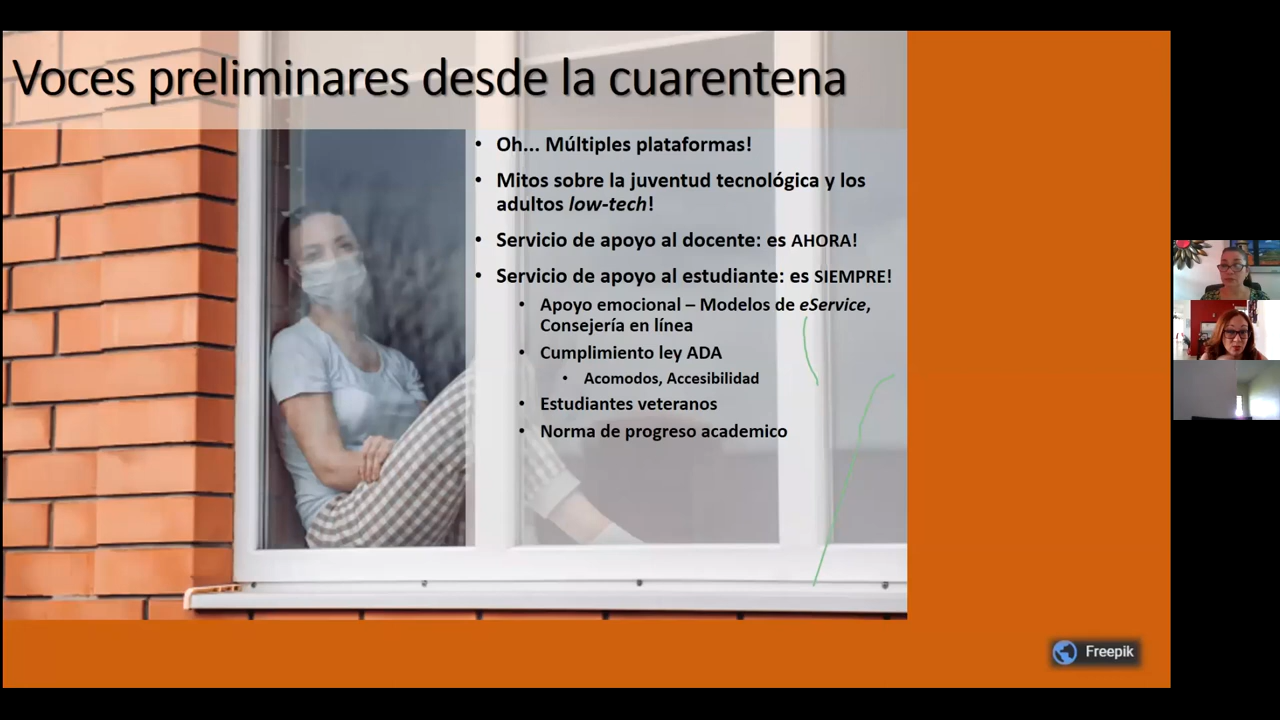 Voces preliminares desde la cuarentena
• Oh... Múltiples plataformas!
• Mitos sobre la juventud tecnológica y los
adultos low-tech!
• Servicio de apoyo al docente: es AHORA!
• Servicio de apoyo al estudiante: es SIEMPRE!
• Apoyo emocional – Modelos de eService,
Consejería en línea
• Cumplimiento ley ADA
• Acomodos, Accesibilidad
• Estudiantes veteranos
• Norma de progreso academico
Freepik